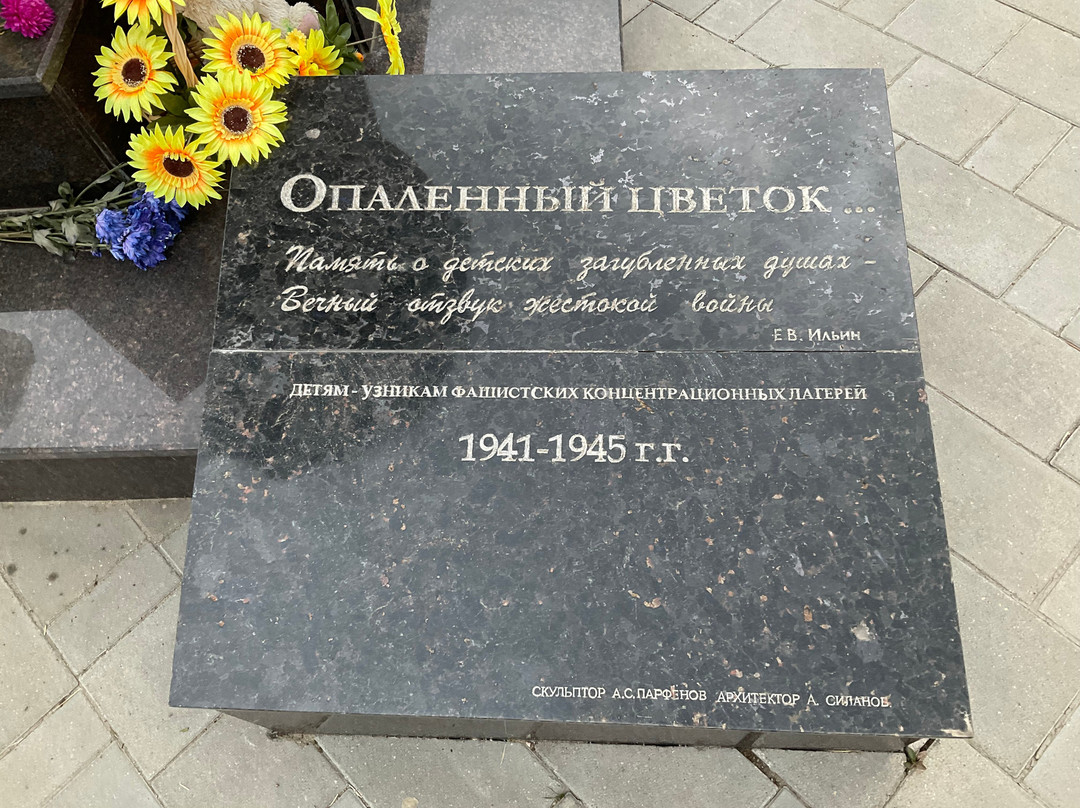 Опаленный цветок ...
Память о детских загубленных душах –
Вечный отзвук жестокой войны
Е В. Ильин
ДЕТЯМ - УЗНИКАМ ФАШИСТСКИХ КОНЦЕНТРАЦИОННЫХ ЛАГЕРЕЙ
1941-1945 г.г.
СКУЛЬПТОР А.С.ПАРФЕНОВ АРХИТЕКТОР А. СИЛАНОВ